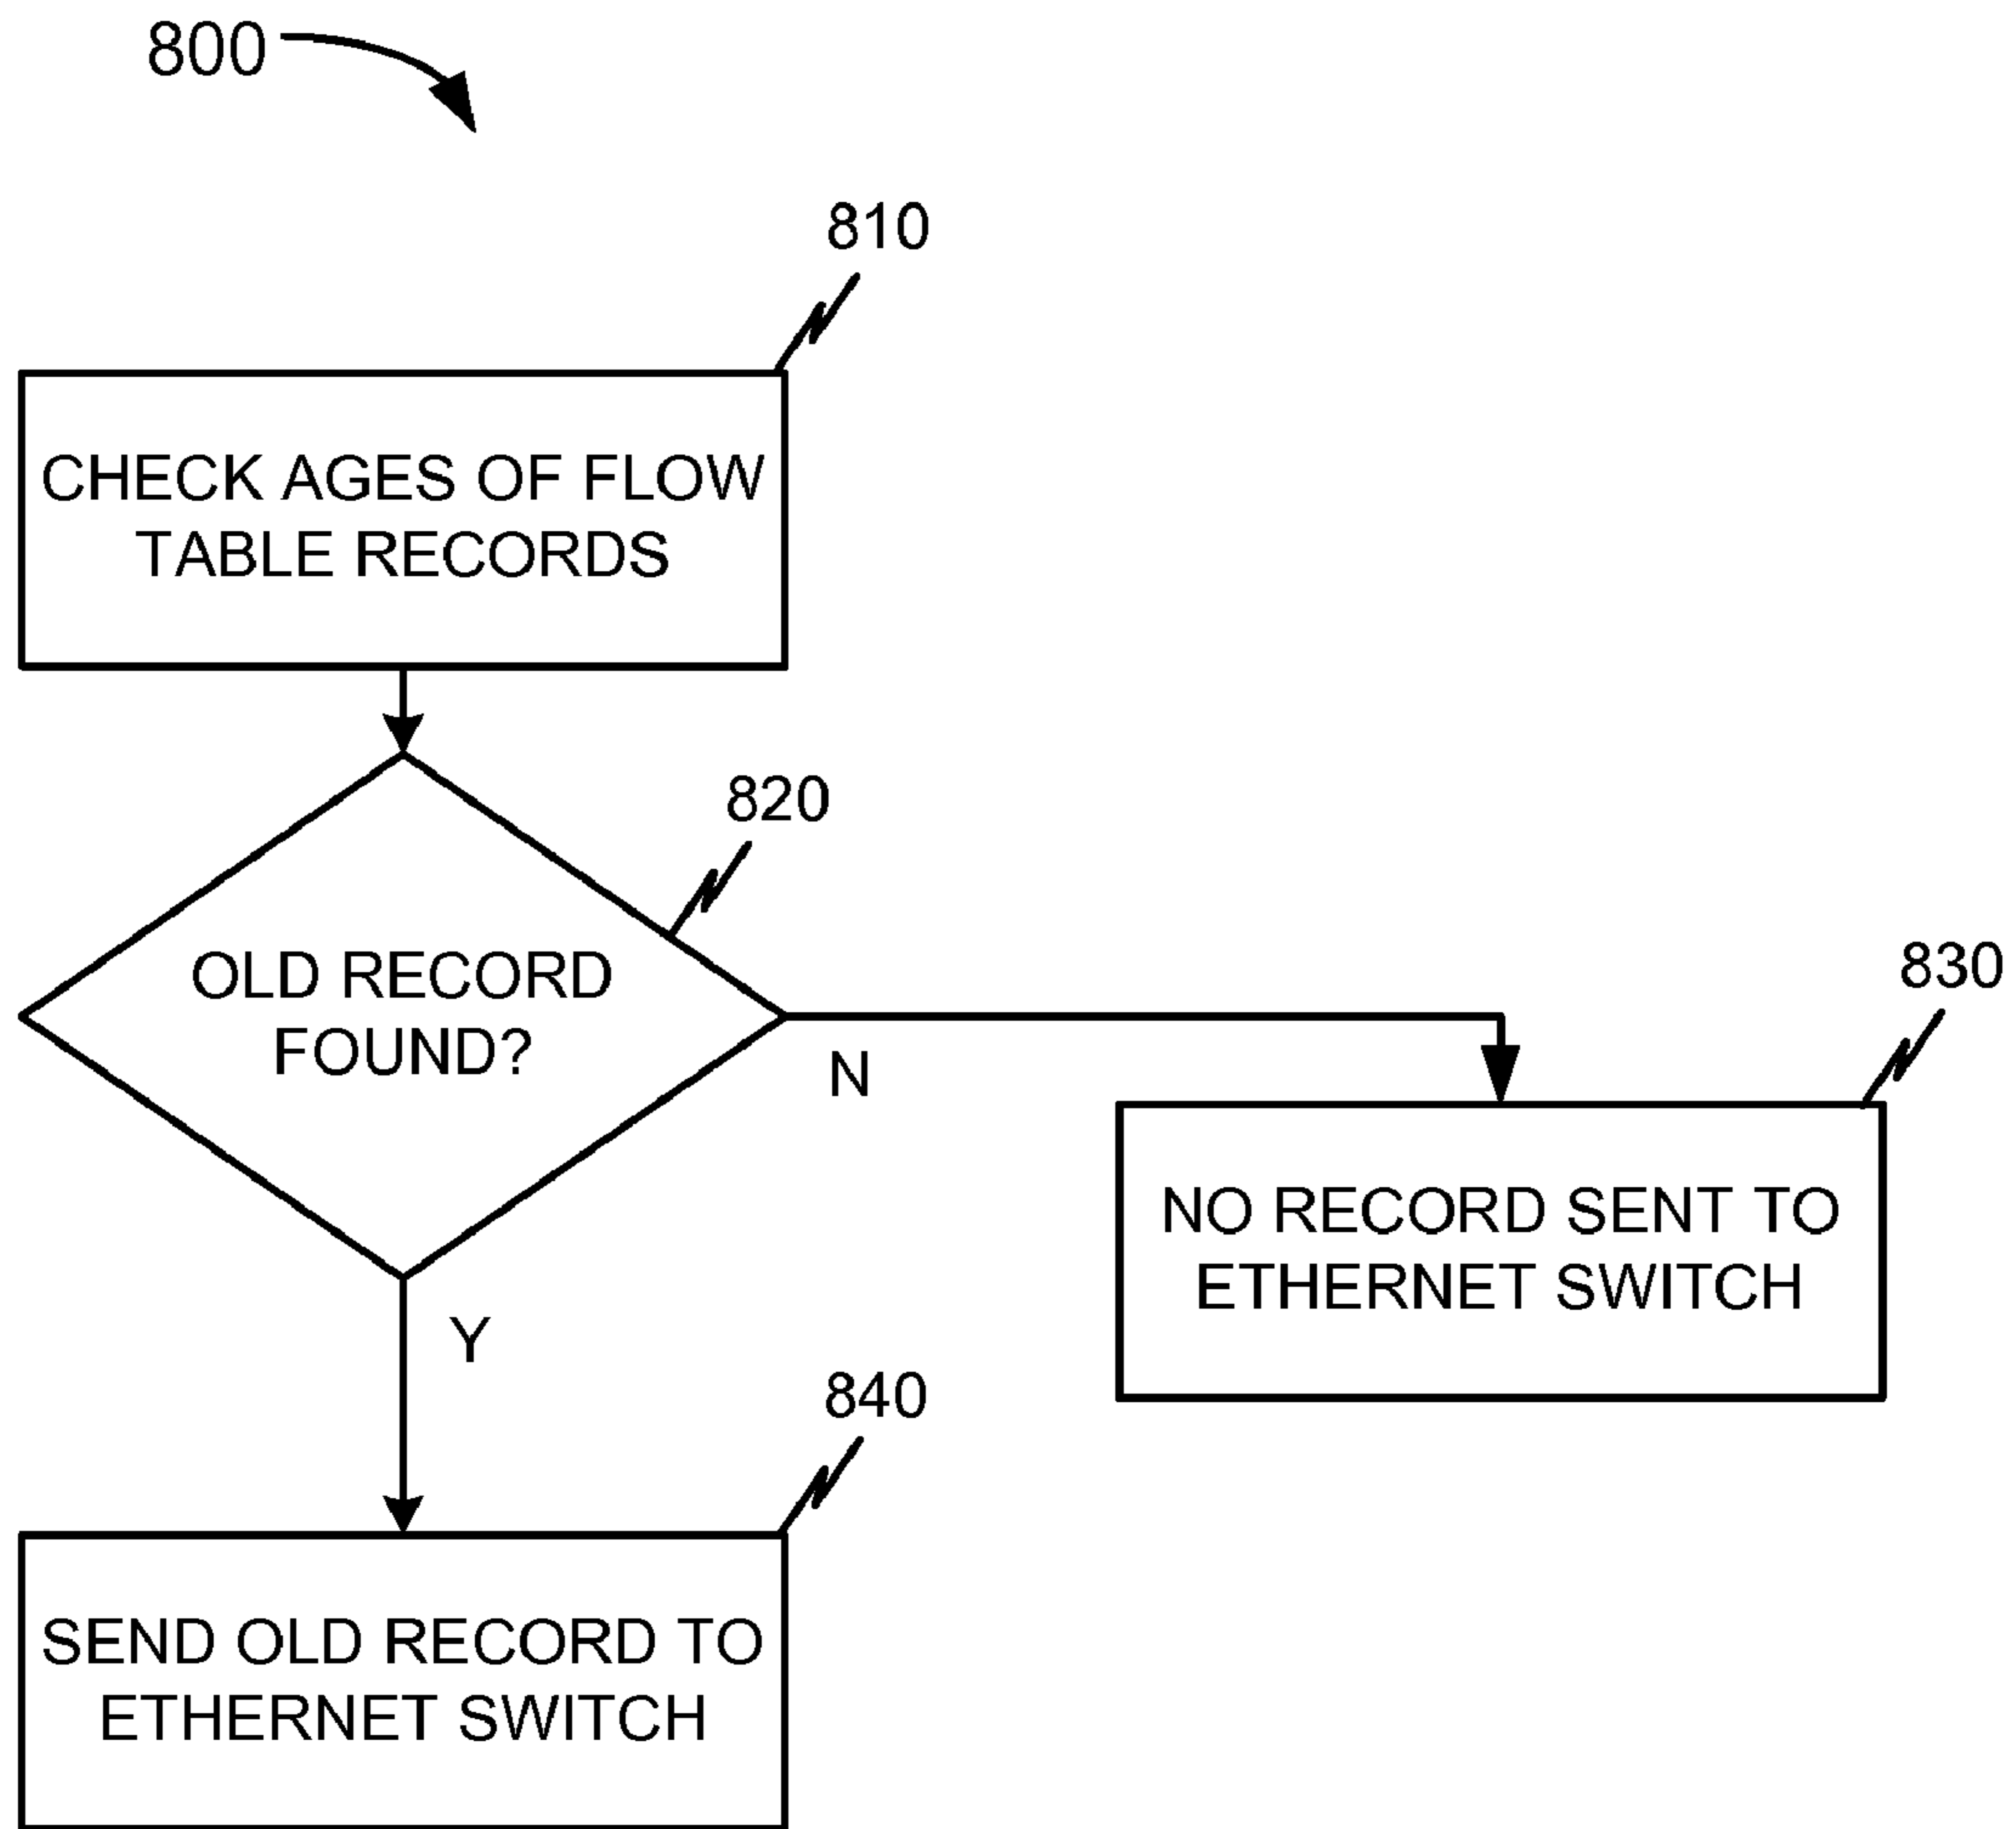 800
810
CHECK AGES OF FLOW
TABLE RECORDS
820
OLD RECORD
FOUND?
N
830
NO RECORD SENT TO
ETHERNET SWITCH
Y
840
SEND OLD RECORD TO
ETHERNET SWITCH